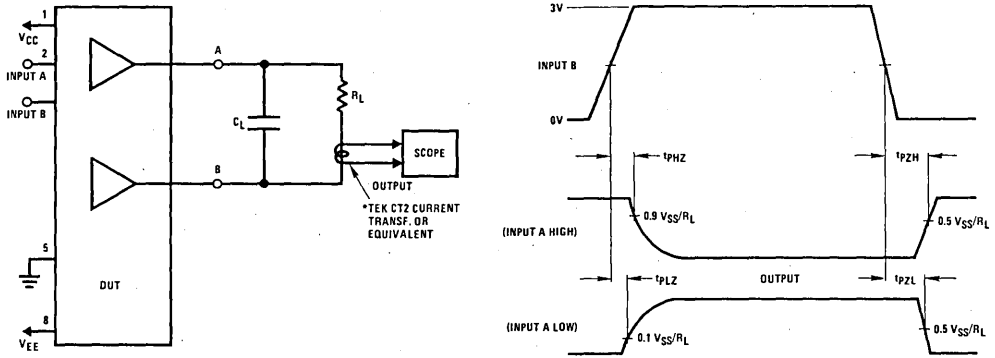 1
VCC
2
INPUT A
INPUT B
5
DUT
8
VEE
A
CL
RL
B
SCOPE
OUTPUT
*TEK CT2 CURRENT
TRANSF. OR
EQUIVALENT
3V
INPUT B
0V
tPHZ
tPZH
0.9 VSS/RL
0.5 VSS/RL
(INPUT A HIGH)
tPLZ
OUTPUT
tPZL
(INPUT A LOW)
0.1 VSS/RL
0.5 VSS/RL